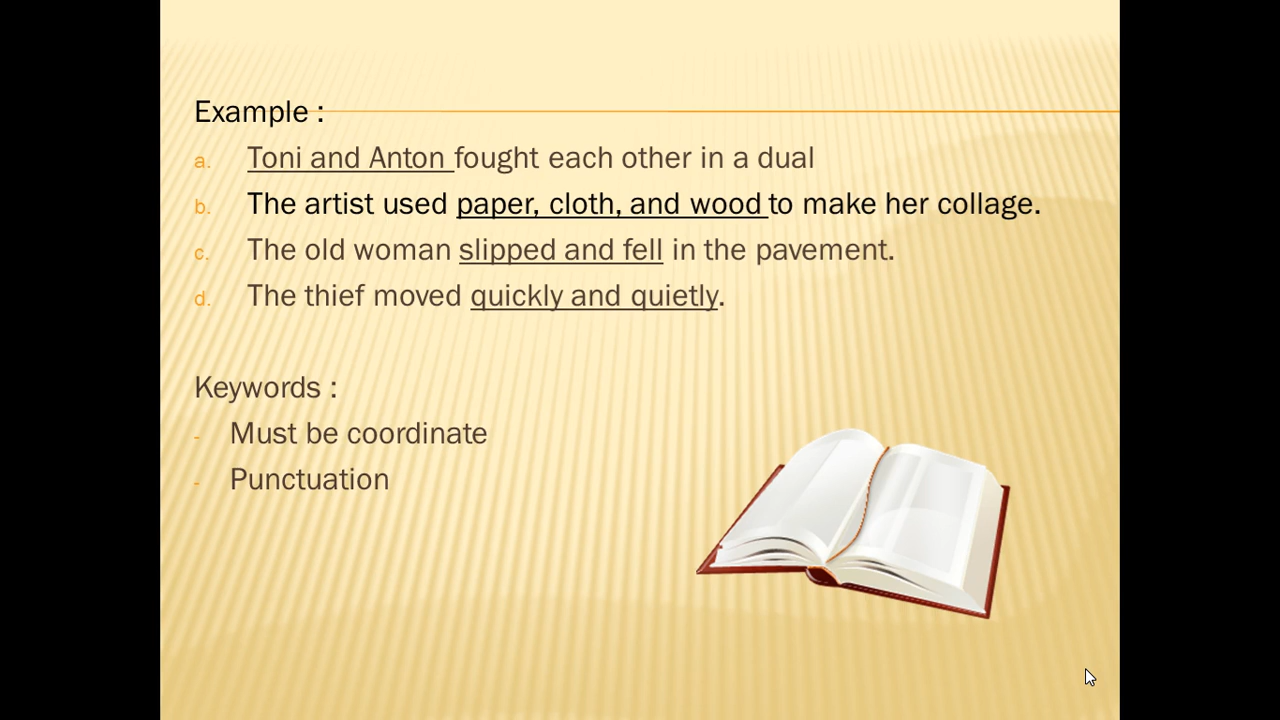 Example :
a. Toni and Anton fought each other in a dual
b. The artist used paper, cloth, and wood to make her collage.
c. The old woman slipped and fell in the pavement.
d. The thief moved quickly and quietly.
Keywords :
- Must be coordinate
- Punctuation